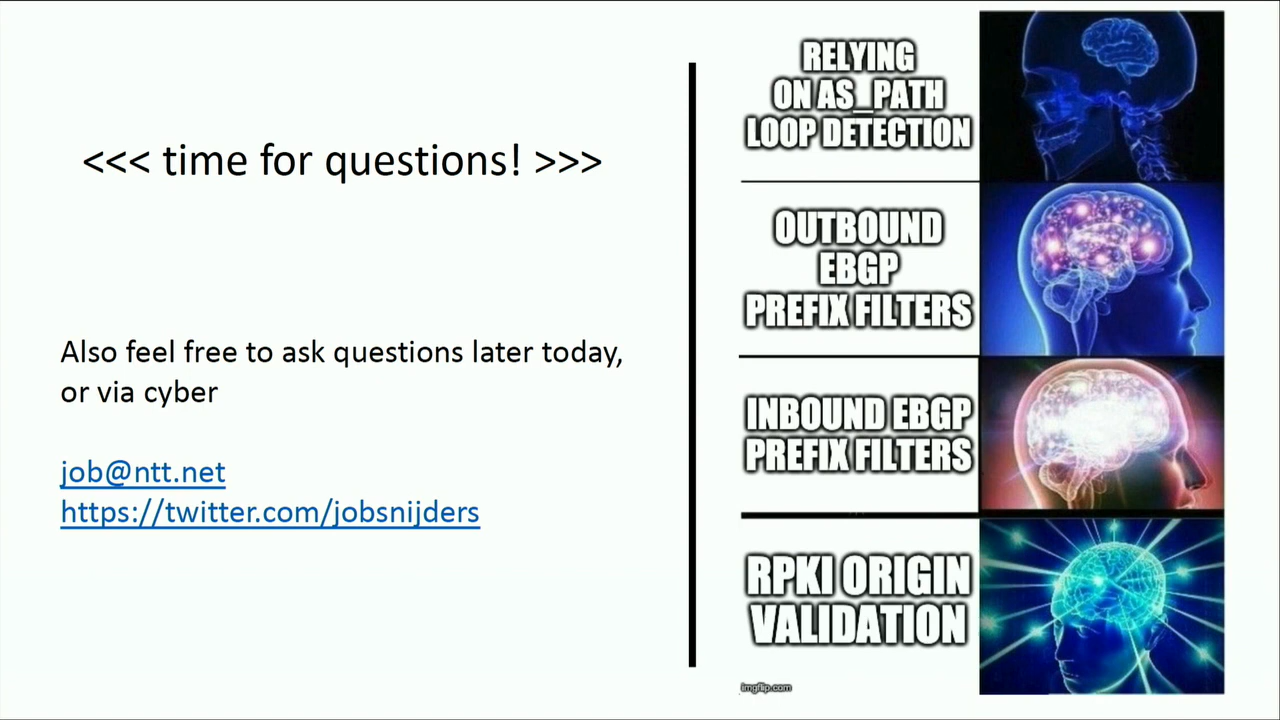 <<< time for questions! >>>
Also feel free to ask questions later today,
or via cyber
job@ntt.net
https://twitter.com/jobsnijders
RELYING
ON AS_PATH
LOOP DETECTION
OUTBOUND
EBGP
PREFIX FILTERS
INBOUND EBGP
PREFIX FILTERS
RPKI ORIGIN
VALIDATION
imgflip.com